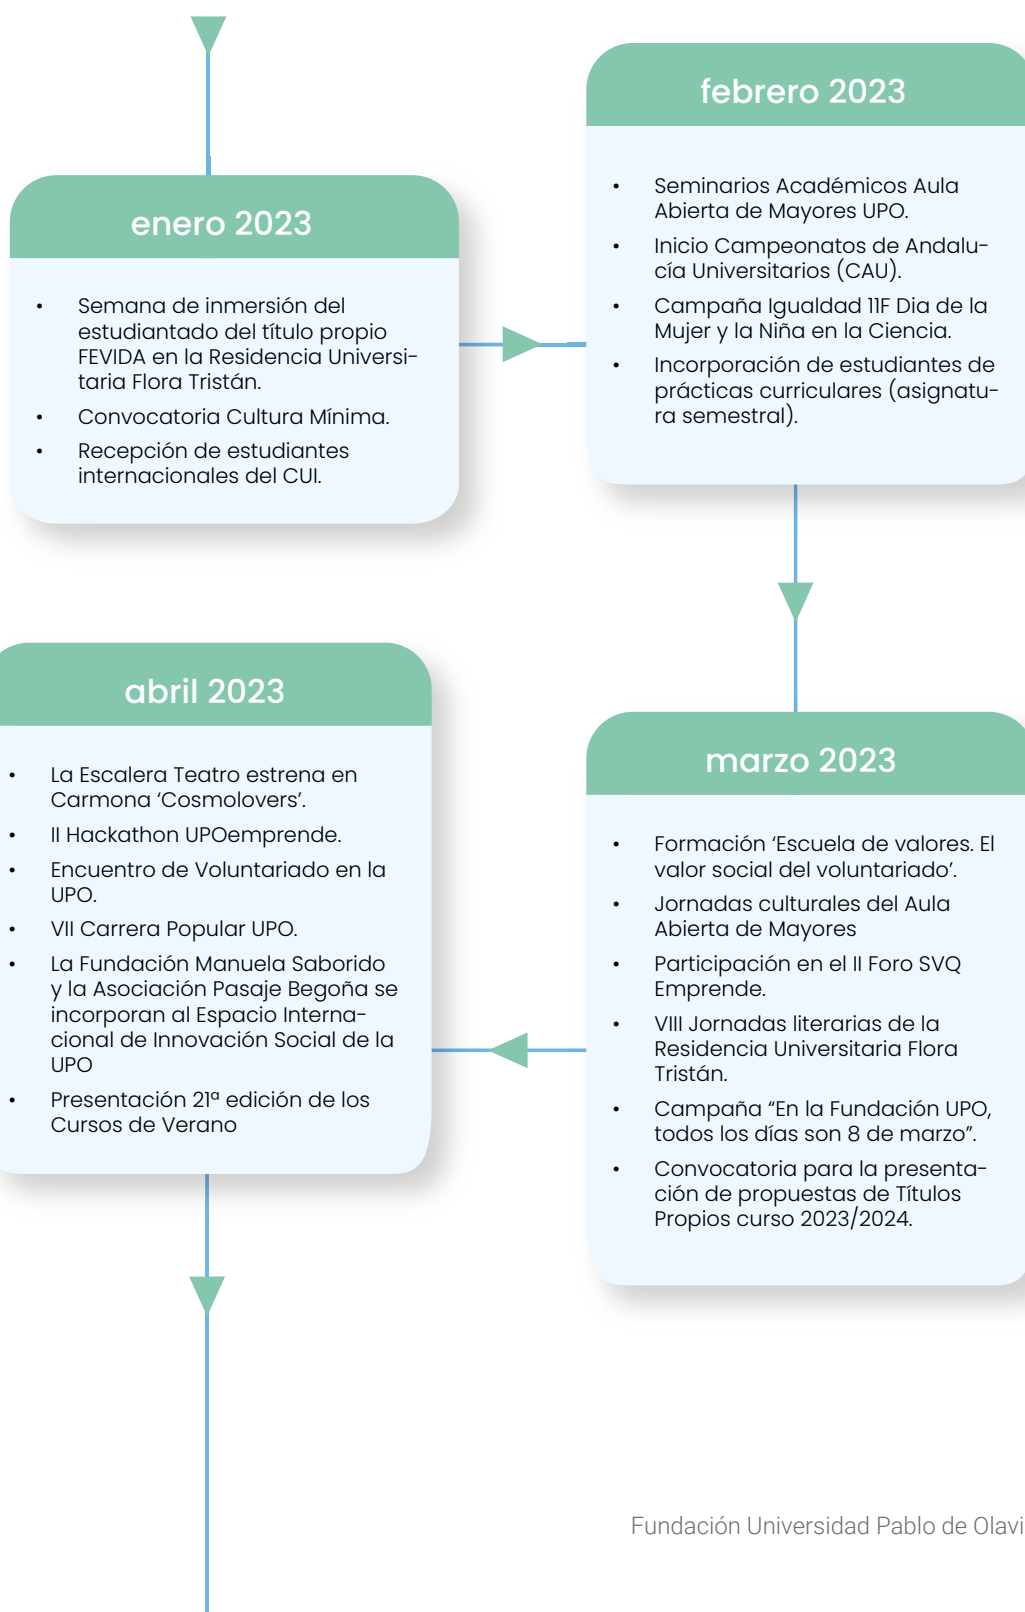 enero 2023
• Semana de inmersión del
estudiantado del título propio
FEVIDA en la Residencia Universi-
taria Flora Tristán.
• Convocatoria Cultura Mínima.
• Recepción de estudiantes
internacionales del CUI.
febrero 2023
• Seminarios Académicos Aula
Abierta de Mayores UPO.
• Inicio Campeonatos de Andalu-
cía Universitarios (CAU).
• Campaña Igualdad 11F Dia de la
Mujer y la Niña en la Ciencia.
• Incorporación de estudiantes de
prácticas curriculares (asignatu-
ra semestral).
marzo 2023
• Formación ‘Escuela de valores. El
valor social del voluntariado’.
• Jornadas culturales del Aula
Abierta de Mayores
• Participación en el II Foro SVQ
Emprende.
• VIII Jornadas literarias de la
Residencia Universitaria Flora
Tristán.
• Campaña “En la Fundación UPO,
todos los días son 8 de marzo”.
• Convocatoria para la presenta-
ción de propuestas de Títulos
Propios curso 2023/2024.
abril 2023
• La Escalera Teatro estrena en
Carmona ‘Cosmolovers’.
• II Hackathon UPOemprende.
• Encuentro de Voluntariado en la
UPO.
• VII Carrera Popular UPO.
• La Fundación Manuela Saborido
y la Asociación Pasaje Begoña se
incorporan al Espacio Interna-
cional de Innovación Social de la
UPO
• Presentación 21ª edición de los
Cursos de Verano
Fundación Universidad Pablo de Olavi